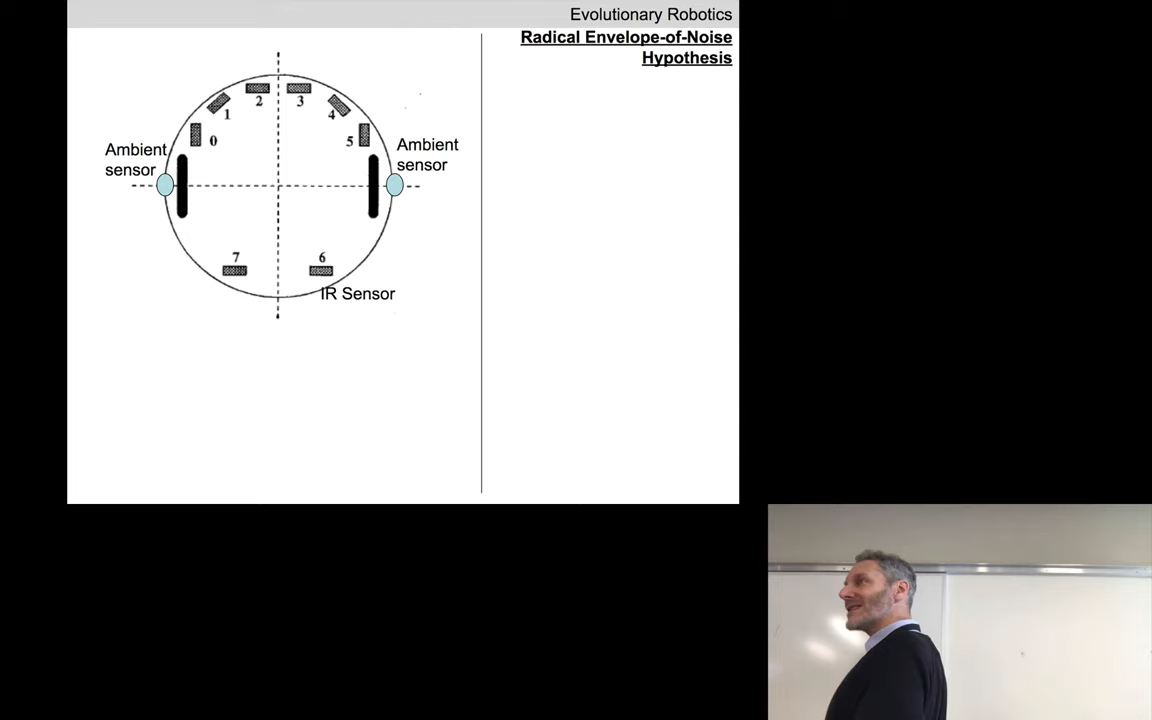 Evolutionary Robotics
Radical Envelope-of-Noise
Hypothesis
2
3
1
4
0
5
Ambient
sensor
Ambient
sensor
7
6
IR Sensor